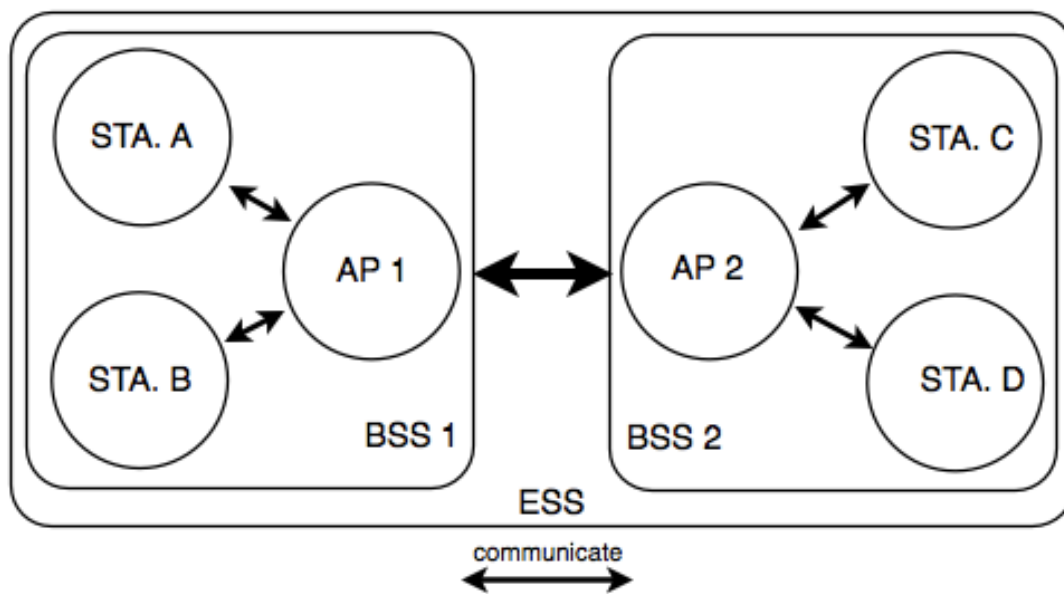 STA. A
STA. C
AP 1
AP 2
STA. B
STA. D
BSS 1
BSS 2
ESS
communicate